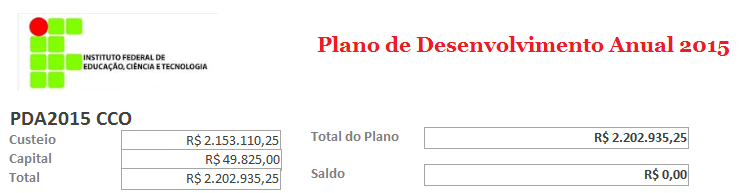 INSTITUTO FEDERAL DE
EDUCAÇÃO, CIÊNCIA E TECNOLOGIA
Plano de Desenvolvimento Anual 2015
PDA2015 CCO
Custeio R$ 2.153.110,25
Capital R$ 49.825,00
Total R$ 2.202.935,25
Total do Plano R$ 2.202.935,25
Saldo R$ 0,00